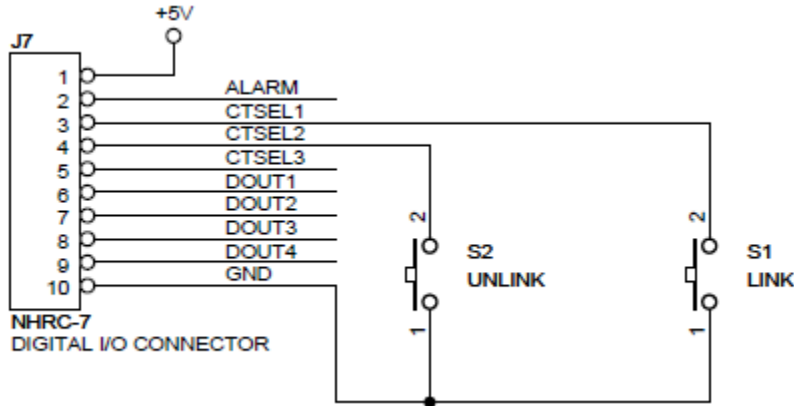 +5V
J7
1
2 ALARM
3 CTSEL1
4 CTSEL2
5 CTSEL3
6 DOUT1
7 DOUT2
8 DOUT3
9 DOUT4
10 GND
2
S2
UNLINK
1
2
S1
LINK
1
NHRC-7
DIGITAL I/O CONNECTOR